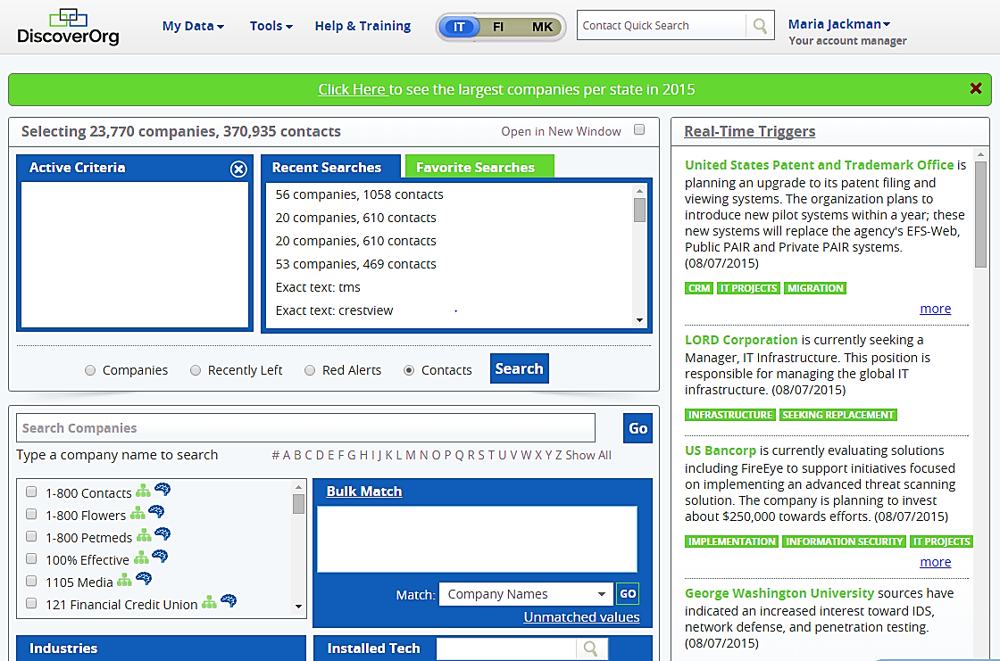 DiscoverOrg
My Data
Tools
Help & Training
IT FI MK
Contact Quick Search
Maria Jackman
Your account manager
Click Here to see the largest companies per state in 2015
Selecting 23,770 companies, 370,935 contacts
Open in New Window
Active Criteria
Recent Searches
Favorite Searches
56 companies, 1058 contacts
20 companies, 610 contacts
20 companies, 610 contacts
53 companies, 469 contacts
Exact text: tms
Exact text: crestview
Companies
Recently Left
Red Alerts
Contacts
Search
Search Companies
Go
Type a company name to search
# A B C D E F G H I J K L M N O P Q R S T U V W X Y Z Show All
1-800 Contacts
1-800 Flowers
1-800 Petmeds
100% Effective
1105 Media
121 Financial Credit Union
Bulk Match
Match: Company Names GO
Unmatched values
Industries
Installed Tech
Real-Time Triggers
United States Patent and Trademark Office is
planning an upgrade to its patent filing and
viewing systems. The organization plans to
introduce new pilot systems within a year; these
new systems will replace the agency's EFS-Web,
Public PAIR and Private PAIR systems.
(08/07/2015)
CRM IT PROJECTS MIGRATION
more
LORD Corporation is currently seeking a
Manager, IT Infrastructure. This position is
responsible for managing the global IT
infrastructure. (08/07/2015)
INFRASTRUCTURE SEEKING REPLACEMENT
US Bancorp is currently evaluating solutions
including FireEye to support initiatives focused
on implementing an advanced threat scanning
solution. The company is planning to invest
about $250,000 towards efforts. (08/07/2015)
IMPLEMENTATION INFORMATION SECURITY IT PROJECTS
more
George Washington University sources have
indicated an increased interest toward IDS,
network defense, and penetration testing.
(08/07/2015)